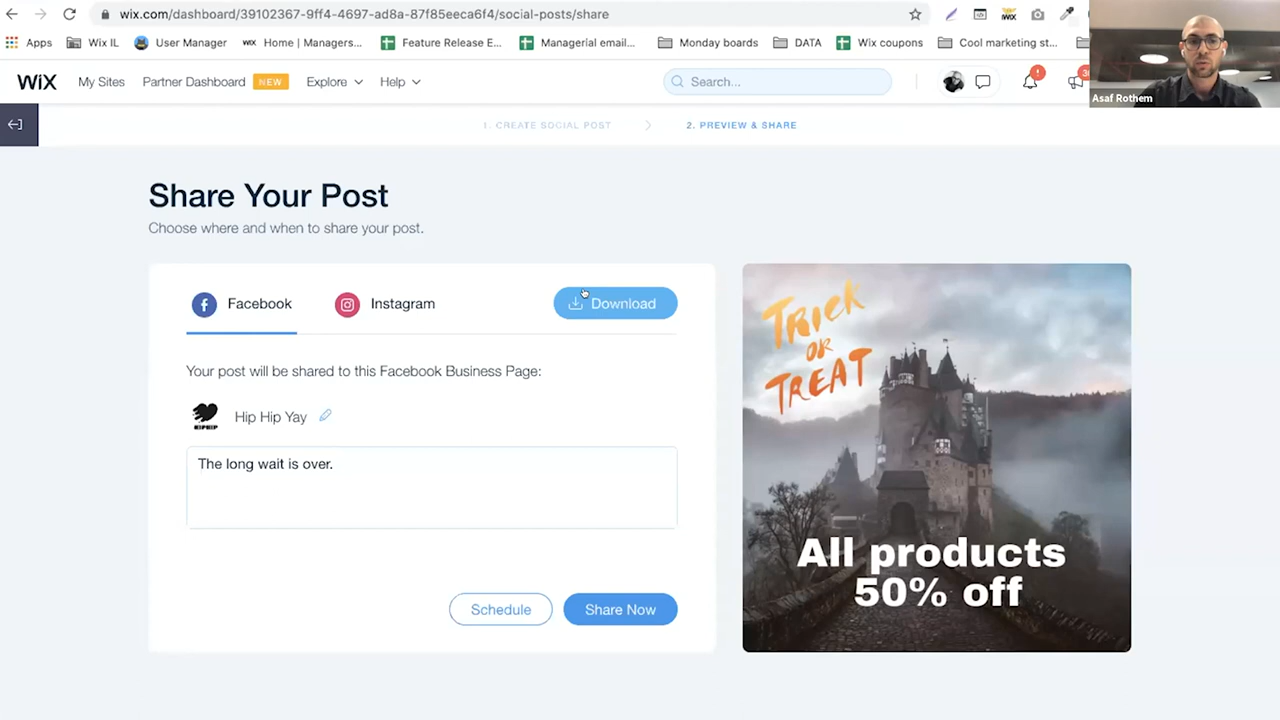 wix.com/dashboard/39102367-9ff4-4697-ad8a-87f85eeca6f4/social-posts/share
Apps Wix IL User Manager WiX Home | Managers... Feature Release E... Managerial email... Monday boards DATA Wix coupons Cool marketing st...
Asaf Rothem
WiX My Sites Partner Dashboard NEW Explore Help Search...
1. CREATE SOCIAL POST 2. PREVIEW & SHARE
Share Your Post
Choose where and when to share your post.
Facebook Instagram Download
Your post will be shared to this Facebook Business Page:
HIPHIP Hip Hip Yay
The long wait is over.
Schedule Share Now
TRICK
OR
TREAT
All products
50% off